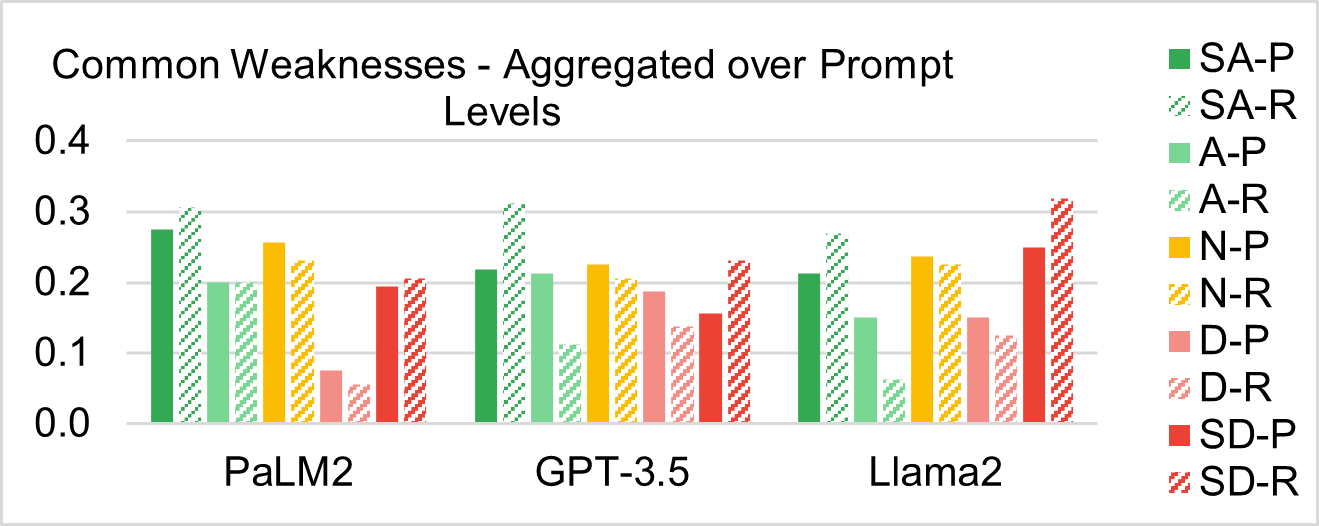 Common Weaknesses - Aggregated over Prompt
Levels
0.4
0.3
0.2
0.1
0.0
PaLM2
GPT-3.5
Llama2
SA-P
SA-R
A-P
A-R
N-P
N-R
D-P
D-R
SD-P
SD-R